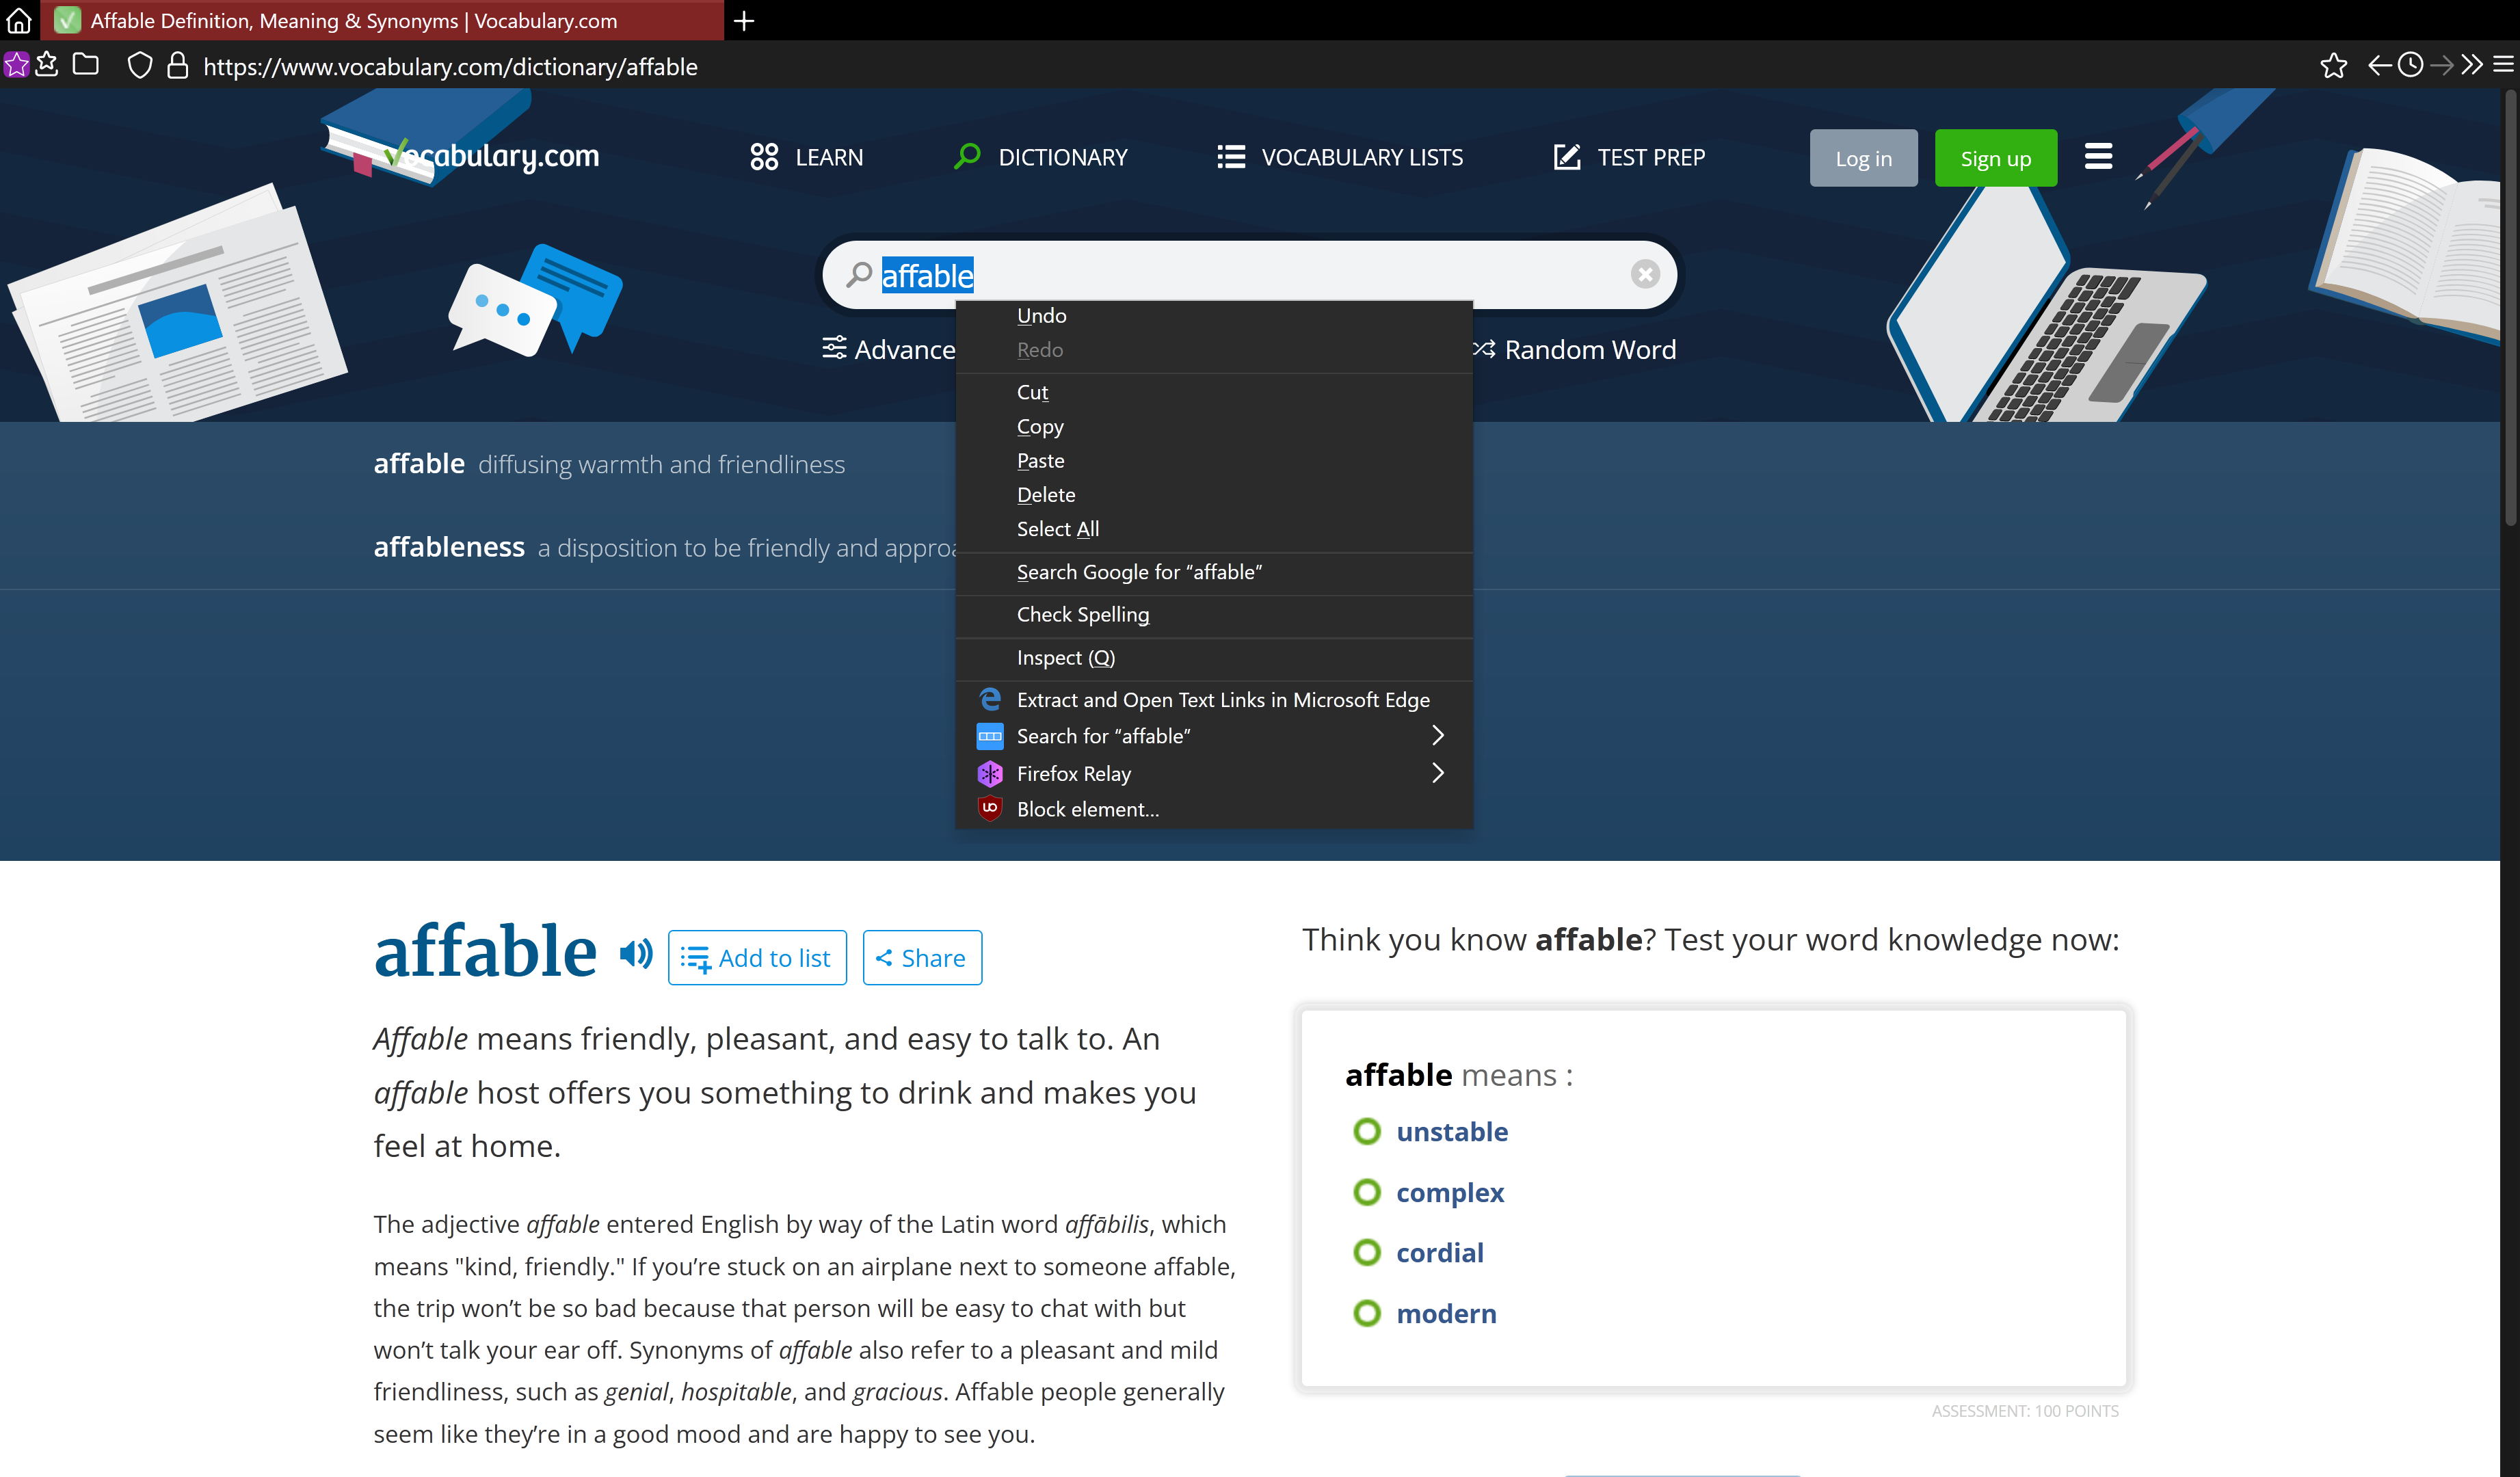 Affable Definition, Meaning & Synonyms | Vocabulary.com
https://www.vocabulary.com/dictionary/affable
Vocabulary.com
LEARN
DICTIONARY
VOCABULARY LISTS
TEST PREP
Log in
Sign up
affable
Advance
Random Word
Undo
Redo
Cut
Copy
Paste
Delete
Select All
Search Google for “affable”
Check Spelling
Inspect (Q)
Extract and Open Text Links in Microsoft Edge
Search for “affable”
Firefox Relay
Block element...
affable diffusing warmth and friendliness
affableness a disposition to be friendly and approa
affable
Add to list
Share
Affable means friendly, pleasant, and easy to talk to. An
affable host offers you something to drink and makes you
feel at home.
The adjective affable entered English by way of the Latin word affābilis, which
means "kind, friendly." If you’re stuck on an airplane next to someone affable,
the trip won’t be so bad because that person will be easy to chat with but
won’t talk your ear off. Synonyms of affable also refer to a pleasant and mild
friendliness, such as genial, hospitable, and gracious. Affable people generally
seem like they’re in a good mood and are happy to see you.
Think you know affable? Test your word knowledge now:
affable means :
unstable
complex
cordial
modern
ASSESSMENT: 100 POINTS